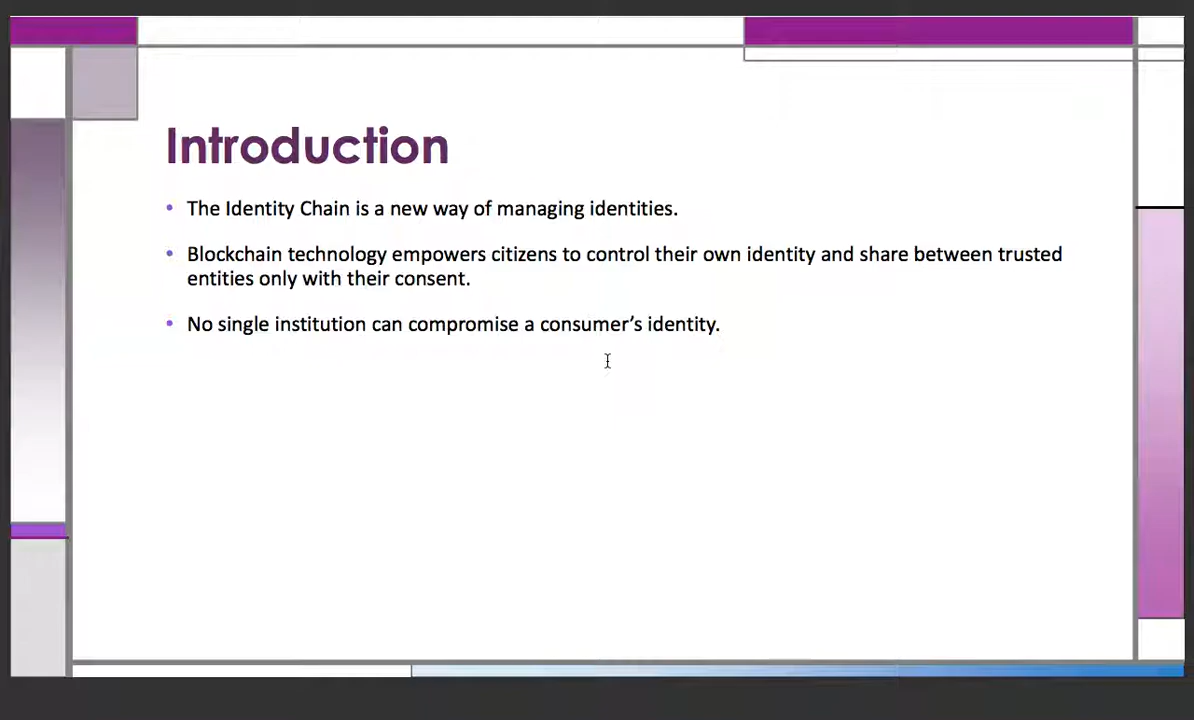 Introduction
• The Identity Chain is a new way of managing identities.
• Blockchain technology empowers citizens to control their own identity and share between trusted
entities only with their consent.
• No single institution can compromise a consumer’s identity.